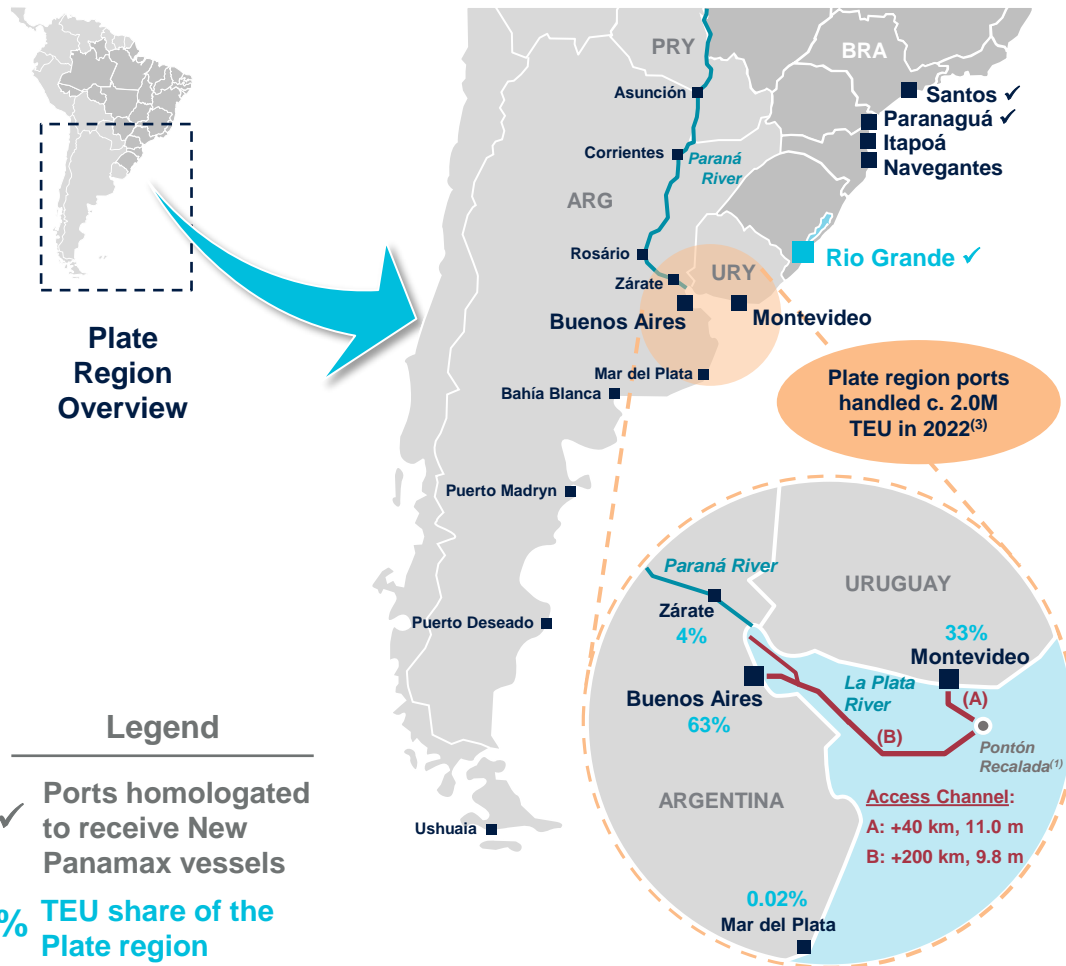 PRY
BRA
Asunción
Santos ✓
Paranaguá ✓
Itapoá
Navegantes
Corrientes
Paraná
River
ARG
Rosário
URY
Rio Grande ✓
Zárate
Buenos Aires
Montevideo
Plate
Region
Overview
Mar del Plata
Bahía Blanca
Plate region ports
handled c. 2.0M
TEU in 2022(3)
Puerto Madryn
Puerto Deseado
Ushuaia
Paraná River
URUGUAY
Zárate
4%
33%
Montevideo
La Plata
River
Buenos Aires
63%
(A)
(B)
Pontón
Recalada(1)
ARGENTINA
Access Channel:
A: +40 km, 11.0 m
B: +200 km, 9.8 m
0.02%
Mar del Plata
Legend
✓ Ports homologated
to receive New
Panamax vessels
% TEU share of the
Plate region